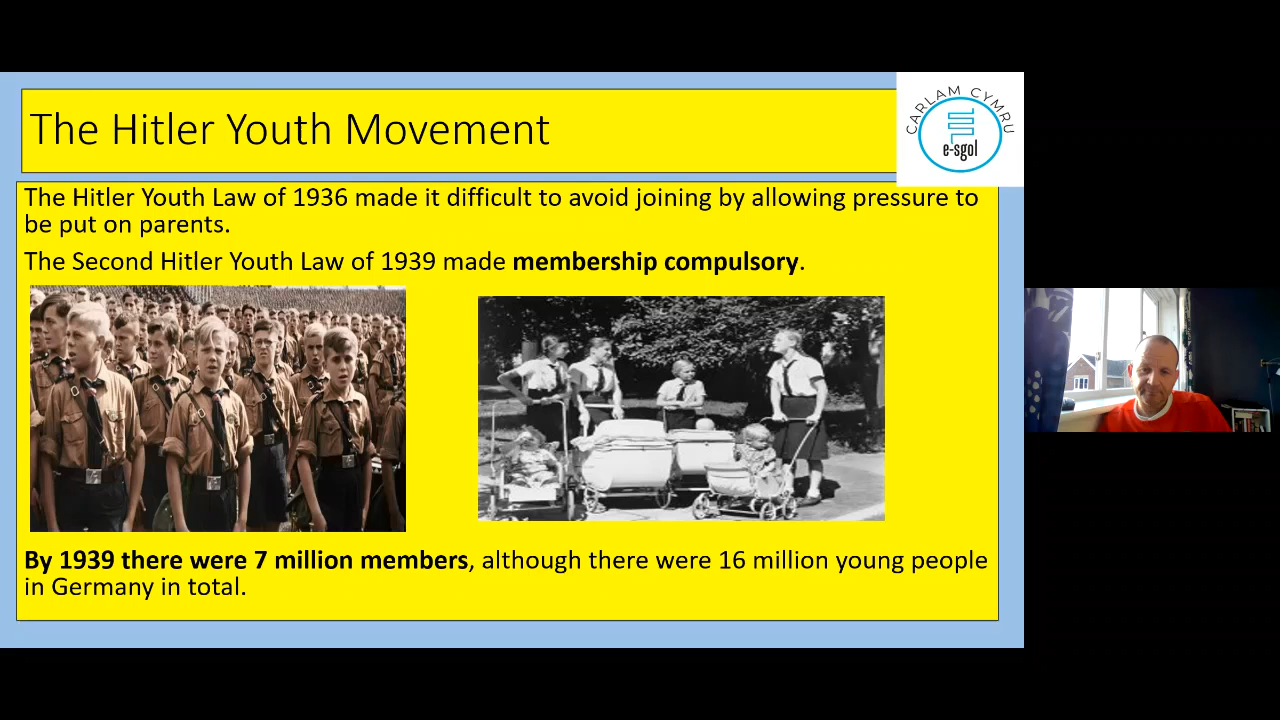 The Hitler Youth Movement
CARLAM CYMRU
e-sgol
The Hitler Youth Law of 1936 made it difficult to avoid joining by allowing pressure to
be put on parents.
The Second Hitler Youth Law of 1939 made membership compulsory.
By 1939 there were 7 million members, although there were 16 million young people
in Germany in total.